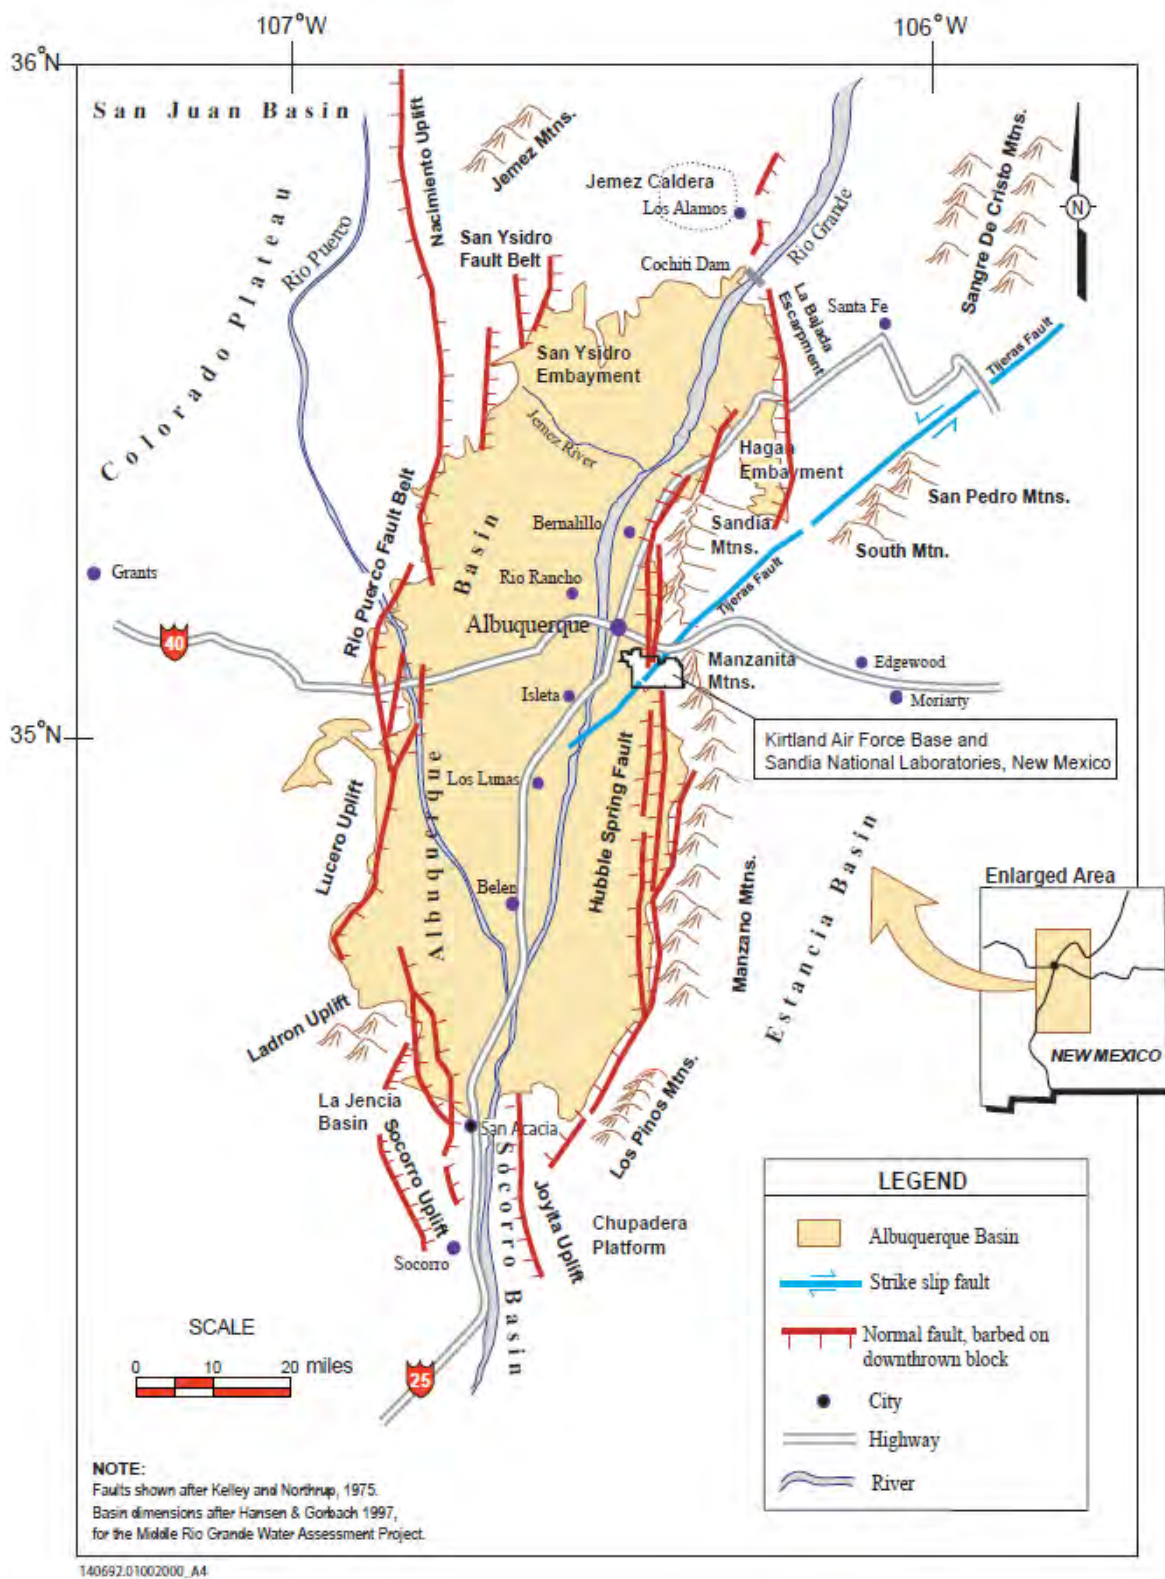 107°W
106°W
36°N
San Juan Basin
Nacimiento Uplift
Jemez Mtns.
Sangre De Cristo Mtns.
Jemez Caldera
Los Alamos
N
Colorado Plateau
Rio Puerco
San Ysidro
Fault Belt
Rio Grande
Cochiti Dam
La Bajada
Escarpment
Santa Fe
Tijeras Fault
San Ysidro
Embayment
Jemez River
Hagan
Embayment
San Pedro Mtns.
Rio Puerco Fault Belt
Basin
Bernalillo
Sandia
Mtns.
South Mtn.
Grants
Rio Rancho
Tijeras Fault
Albuquerque
40
Manzanita
Mtns.
Edgewood
Isleta
Moriarty
35°N
Kirtland Air Force Base and
Sandia National Laboratories, New Mexico
Hubble Spring Fault
Los Lunas
Albuquerque
Lucero Uplift
Estancia Basin
Enlarged Area
Belen
Manzano Mtns.
Ladron Uplift
NEW MEXICO
La Jencia
Basin
San Acacia
Los Pinos Mtns.
Socorro Uplift
Socorro Basin
Joyita Uplift
Chupadera
Platform
Socorro
LEGEND
Albuquerque Basin
Strike slip fault
Normal fault, barbed on
downthrown block
City
Highway
River
SCALE
0 10 20 miles
25
NOTE:
Faults shown after Kelley and Northrup, 1975.
Basin dimensions after Hansen & Gorbach 1997,
for the Middle Rio Grande Water Assessment Project.
140692.01002000_A4